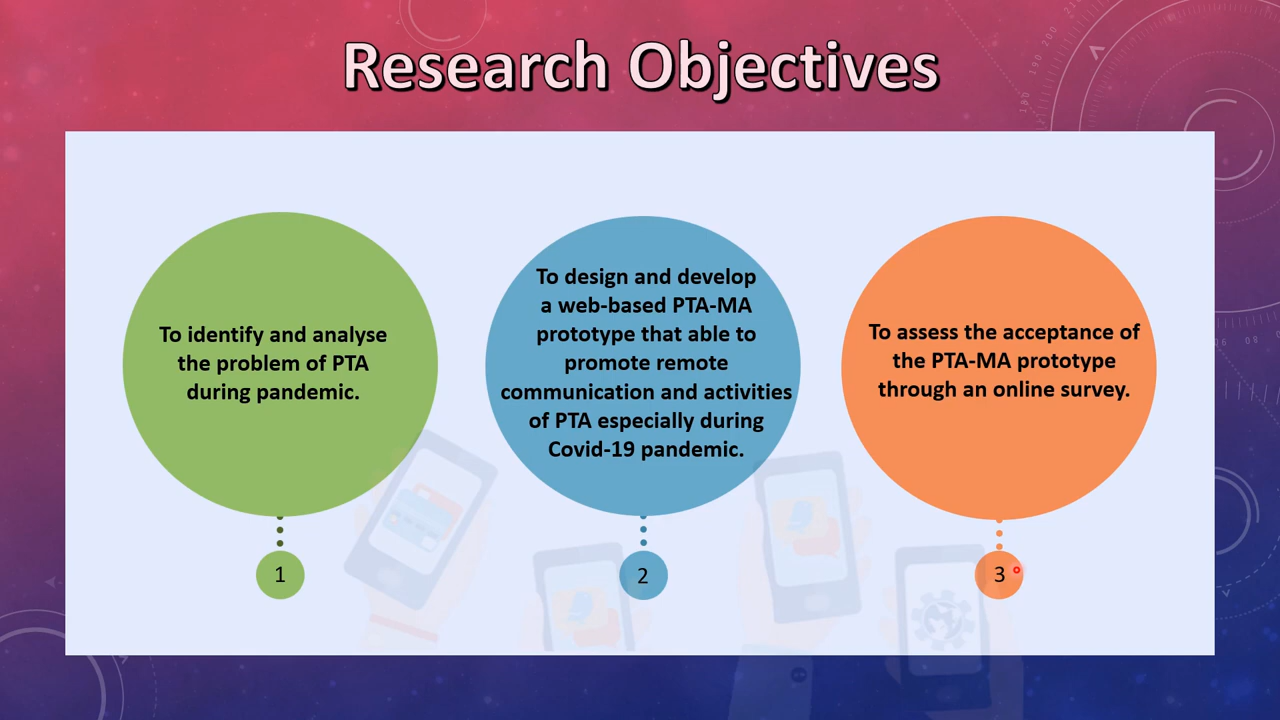 Research Objectives
To identify and analyse
the problem of PTA
during pandemic.
To design and develop
a web-based PTA-MA
prototype that able to
promote remote
communication and activities
of PTA especially during
Covid-19 pandemic.
To assess the acceptance of
the PTA-MA prototype
through an online survey.
1
2
3